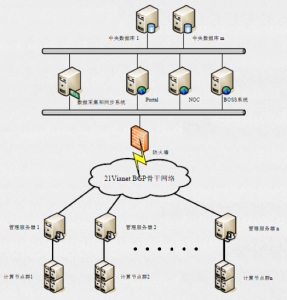 中央数据库 1 中央数据库 m
数据采集和同步系统 Portal NOC BOSS系统
防火墙
21Vianet BGP骨干网络
管理服务器 1 管理服务器 2 管理服务器 n
计算节点群1 计算节点群2 计算节点群n